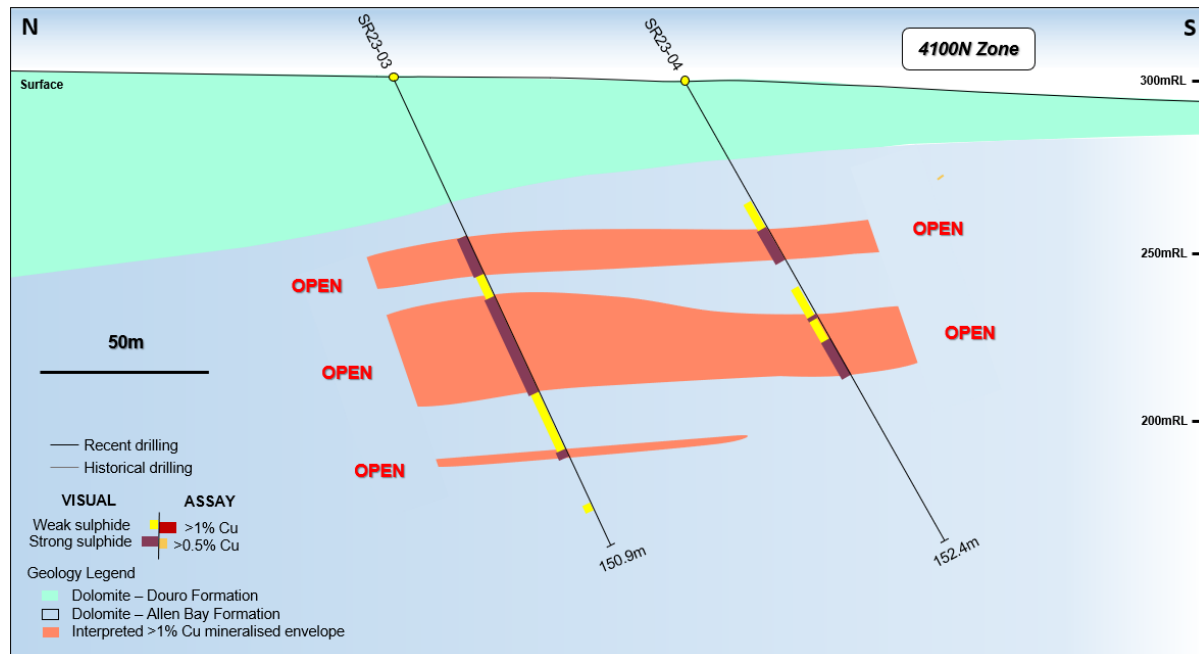 N
S
SR23-03
SR23-04
4100N Zone
Surface
300mRL
OPEN
OPEN
250mRL
OPEN
OPEN
50m
200mRL
OPEN
Recent drilling
Historical drilling
VISUAL ASSAY
Weak sulphide >1% Cu
Strong sulphide >0.5% Cu
150.9m
152.4m
Geology Legend
Dolomite – Douro Formation
Dolomite – Allen Bay Formation
Interpreted >1% Cu mineralised envelope